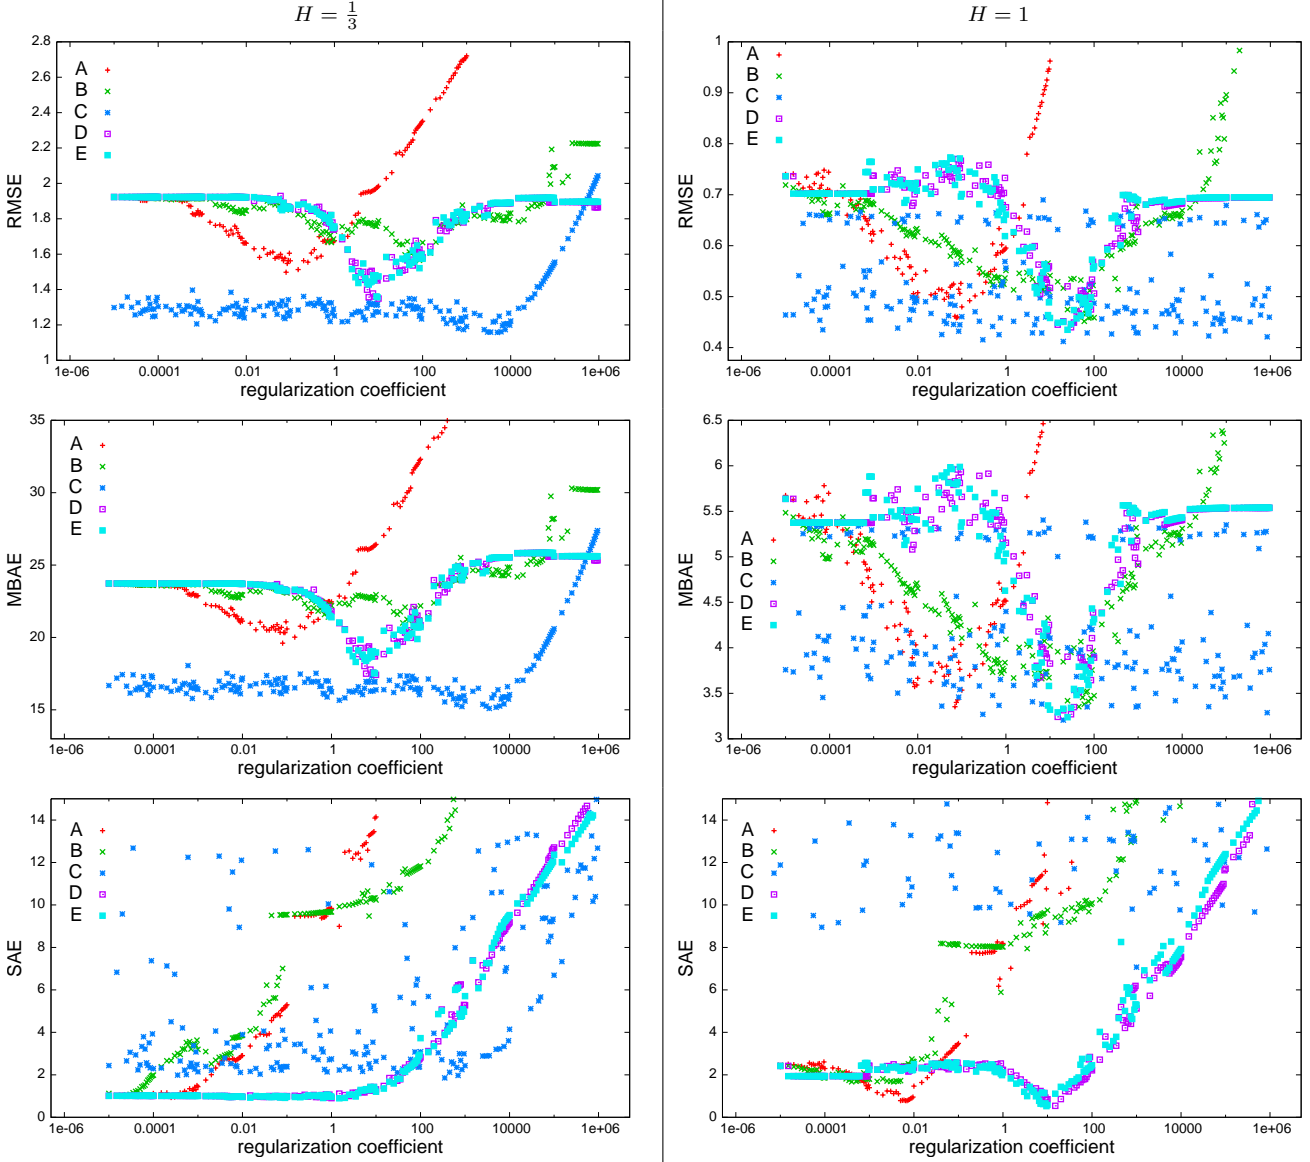 H = 1/3
H = 1
2.8
2.6
2.4
2.2
2
1.8
1.6
1.4
1.2
1
RMSE
A
B
C
D
E
1e-06 0.0001 0.01 1 100 10000 1e+06
regularization coefficient
1
0.9
0.8
0.7
0.6
0.5
0.4
RMSE
A
B
C
D
E
1e-06 0.0001 0.01 1 100 10000 1e+06
regularization coefficient
35
30
25
20
15
MBAE
A
B
C
D
E
1e-06 0.0001 0.01 1 100 10000 1e+06
regularization coefficient
6.5
6
5.5
5
4.5
4
3.5
3
MBAE
A
B
C
D
E
1e-06 0.0001 0.01 1 100 10000 1e+06
regularization coefficient
14
12
10
8
6
4
2
0
SAE
A
B
C
D
E
1e-06 0.0001 0.01 1 100 10000 1e+06
regularization coefficient
14
12
10
8
6
4
2
0
SAE
A
B
C
D
E
1e-06 0.0001 0.01 1 100 10000 1e+06
regularization coefficient